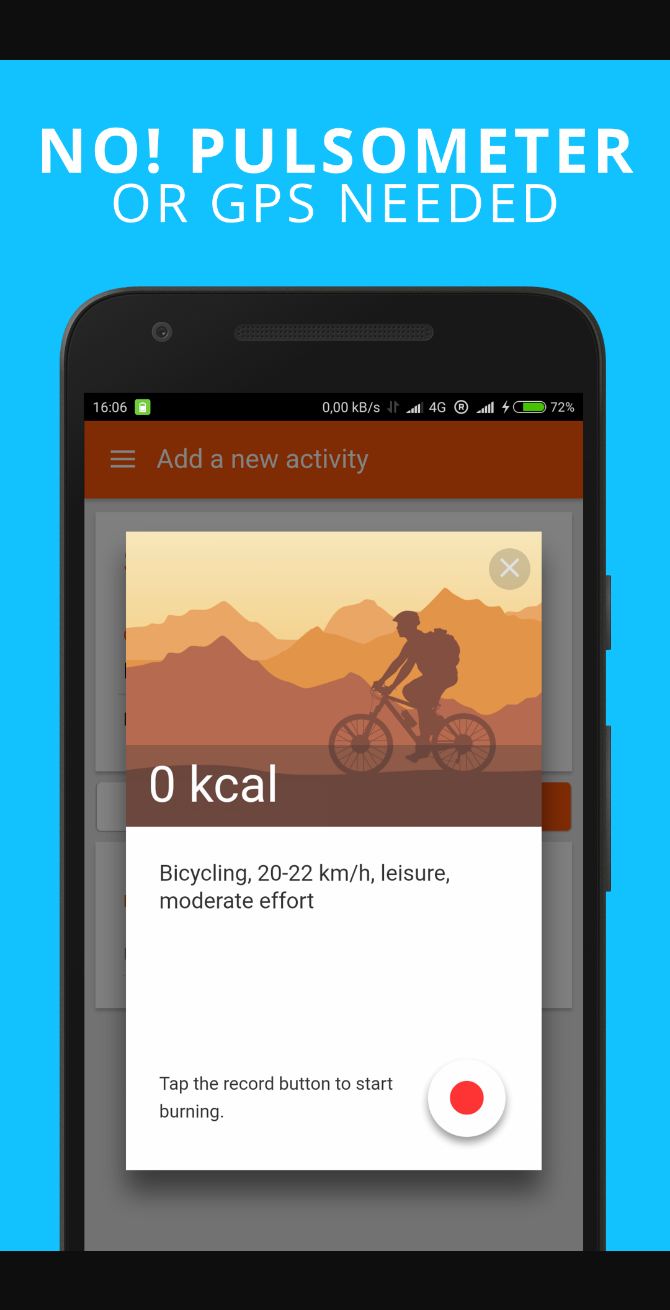 NO! PULSOMETER
OR GPS NEEDED
16:06 0,00 kB/s 4G R 72%
Add a new activity
0 kcal
Bicycling, 20-22 km/h, leisure,
moderate effort
Tap the record button to start
burning.